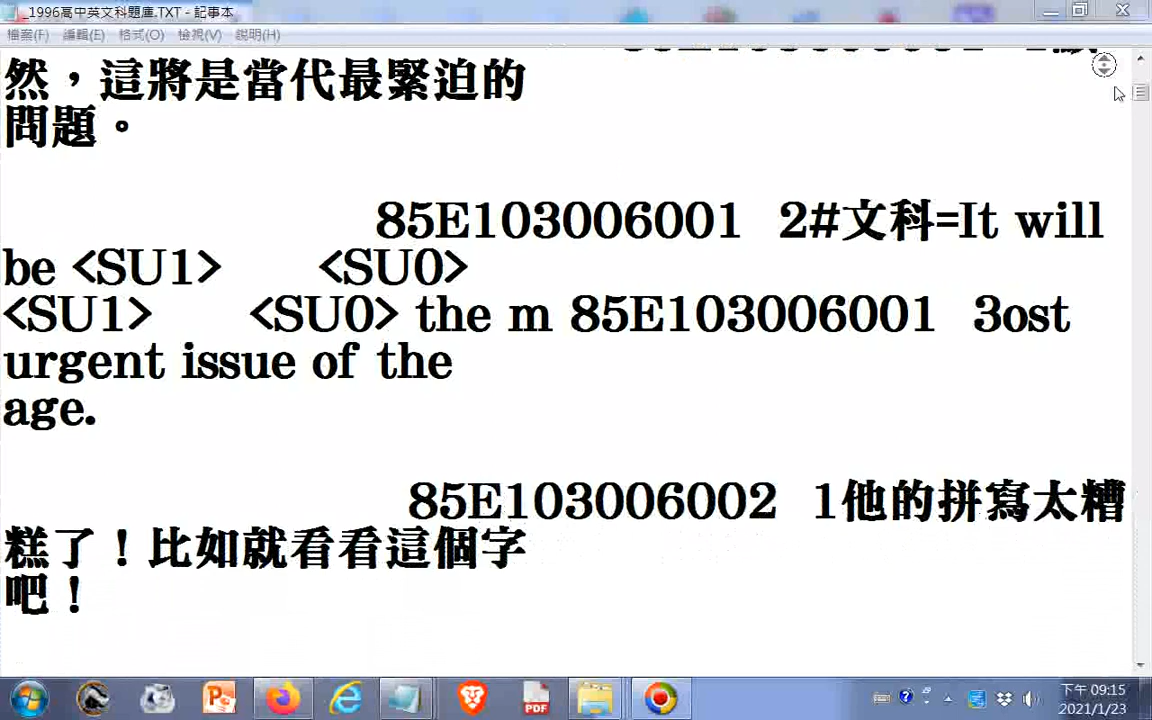 _1996高中英文科題庫.TXT - 記事本
檔案(F) 編輯(E) 格式(O) 檢視(V) 說明(H)
然，這將是當代最緊迫的
問題。
85E103006001 2#文科=It will
be <SU1> <SU0>
<SU1> <SU0> the m 85E103006001 3ost
urgent issue of the
age.
85E103006002 1他的拼寫太糟
糕了！比如就看看這個字
吧！
PDF
下午 09:15
2021/1/23